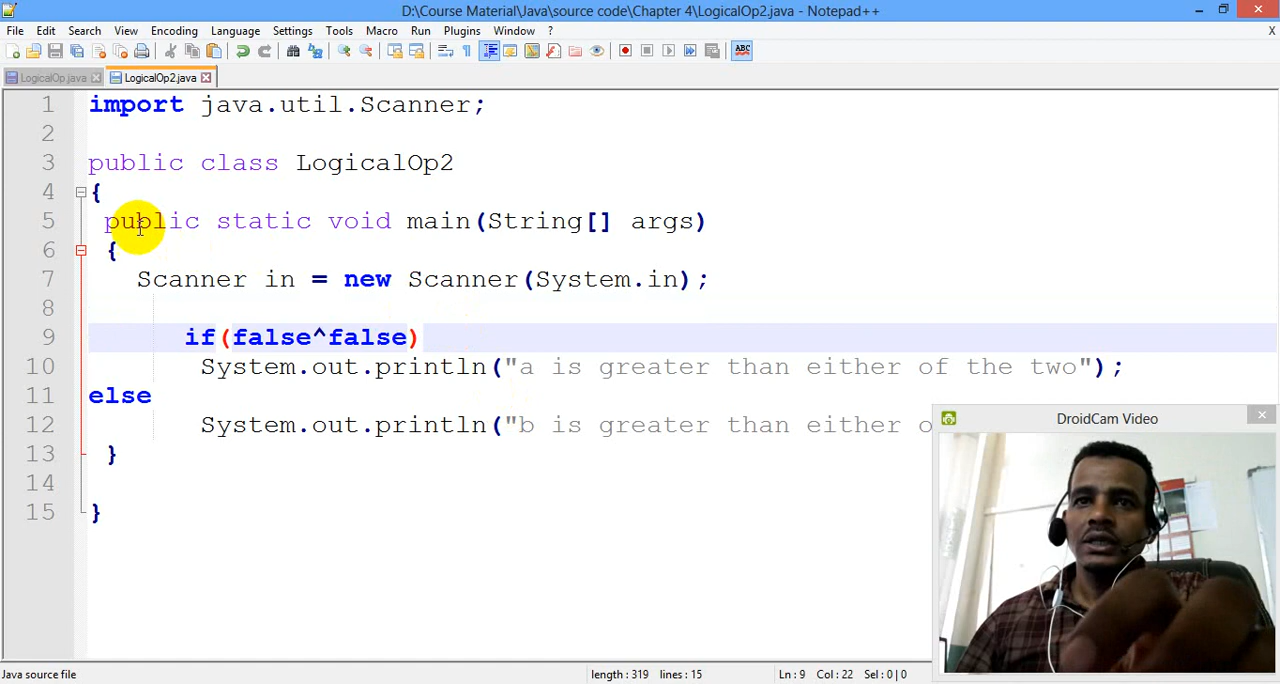 D:\Course Material\Java\source code\Chapter 4\LogicalOp2.java - Notepad++
File Edit Search View Encoding Language Settings Tools Macro Run Plugins Window ? X
ABC
LogicalOp.java LogicalOp2.java
1 import java.util.Scanner;
2
3 public class LogicalOp2
4 {
5 public static void main(String[] args)
6 {
7 Scanner in = new Scanner(System.in);
8
9 if(false^false)
10 System.out.println("a is greater than either of the two");
11 else
12 System.out.println("b is greater than either o
13 }
14
15 }
DroidCam Video
Java source file length : 319 lines : 15 Ln : 9 Col : 22 Sel : 0 | 0